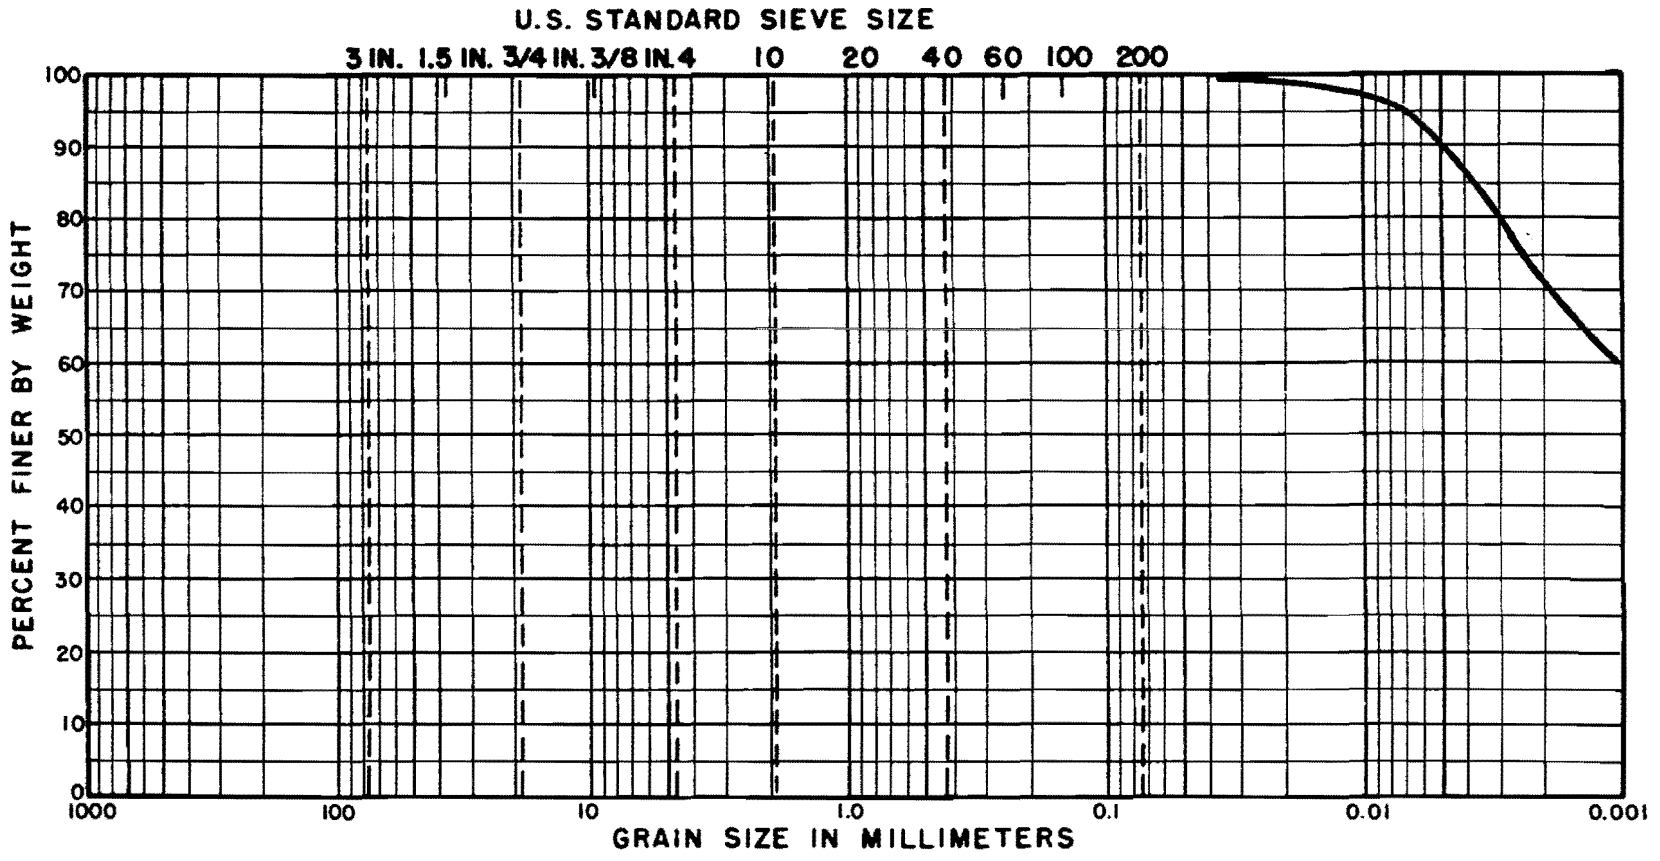 U.S. STANDARD SIEVE SIZE
3 IN. 1.5 IN. 3/4 IN. 3/8 IN. 4 10 20 40 60 100 200
100
90
80
70
60
50
40
30
20
10
0
PERCENT FINER BY WEIGHT
1000 100 10 1.0 0.1 0.01 0.001
GRAIN SIZE IN MILLIMETERS